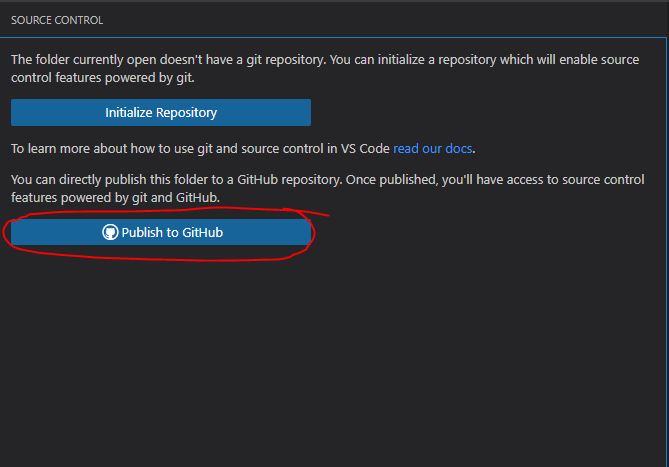 SOURCE CONTROL
The folder currently open doesn't have a git repository. You can initialize a repository which will enable source
control features powered by git.
Initialize Repository
To learn more about how to use git and source control in VS Code read our docs.
You can directly publish this folder to a GitHub repository. Once published, you'll have access to source control
features powered by git and GitHub.
Publish to GitHub